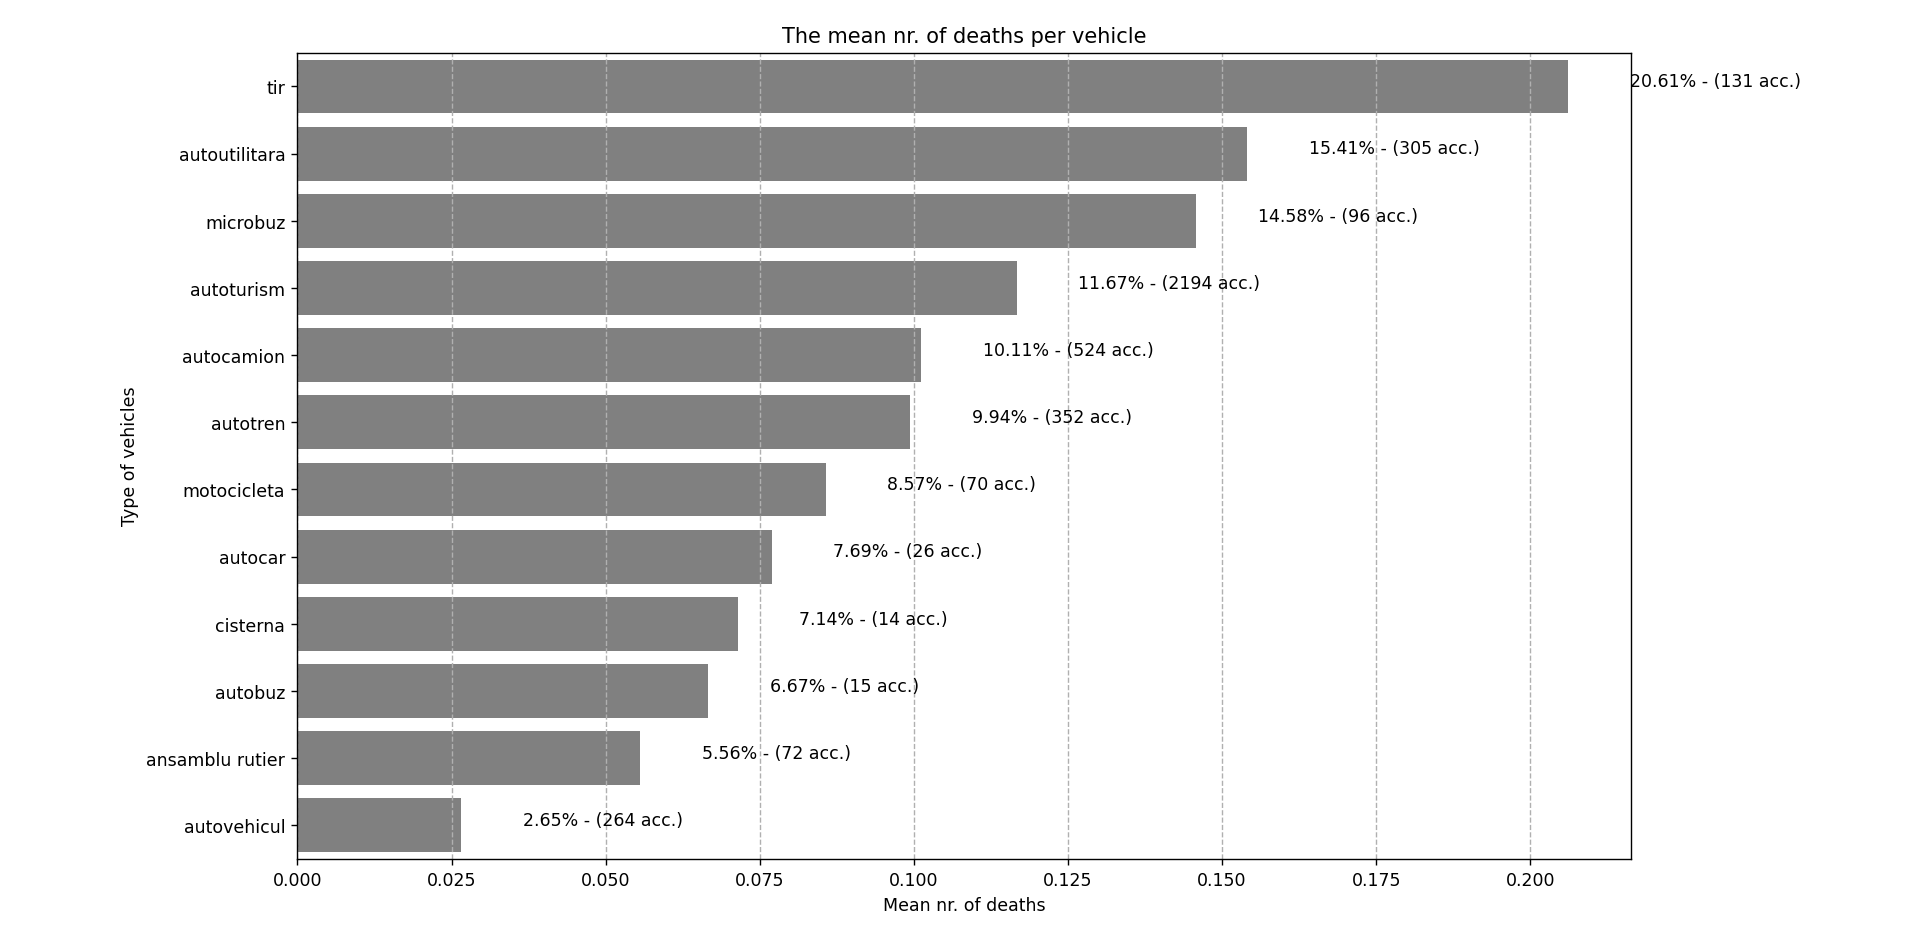 The mean nr. of deaths per vehicle
tir
20.61% - (131 acc.)
autoutilitara
15.41% - (305 acc.)
microbuz
14.58% - (96 acc.)
autoturism
11.67% - (2194 acc.)
autocamion
10.11% - (524 acc.)
autotren
9.94% - (352 acc.)
motocicleta
8.57% - (70 acc.)
autocar
7.69% - (26 acc.)
cisterna
7.14% - (14 acc.)
autobuz
6.67% - (15 acc.)
ansamblu rutier
5.56% - (72 acc.)
autovehicul
2.65% - (264 acc.)
Type of vehicles
0.000 0.025 0.050 0.075 0.100 0.125 0.150 0.175 0.200
Mean nr. of deaths